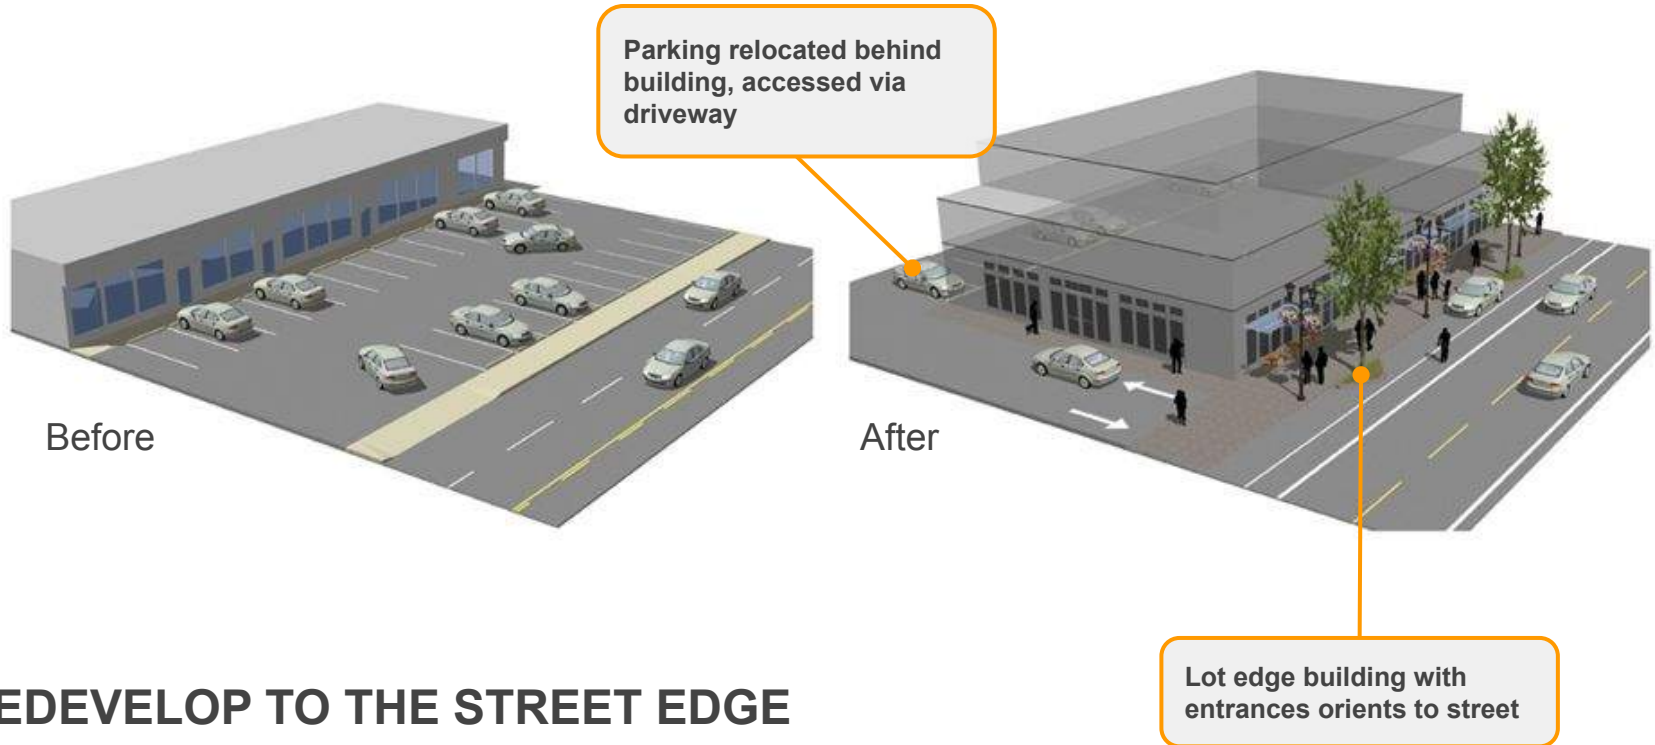 Parking relocated behind
building, accessed via
driveway
Before
After
EDEVELOP TO THE STREET EDGE
Lot edge building with
entrances orients to street